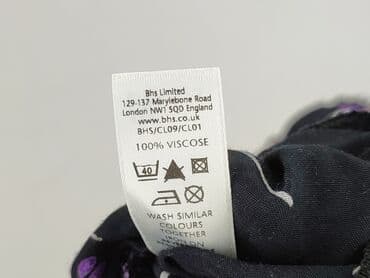 Bhs Limited
129-137 Marylebone Road
London NW1 5QD England
www.bhs.co.uk
BHS/CL09/CL01
100% VISCOSE
40
WASH SIMILAR
COLOURS
TOGETHER